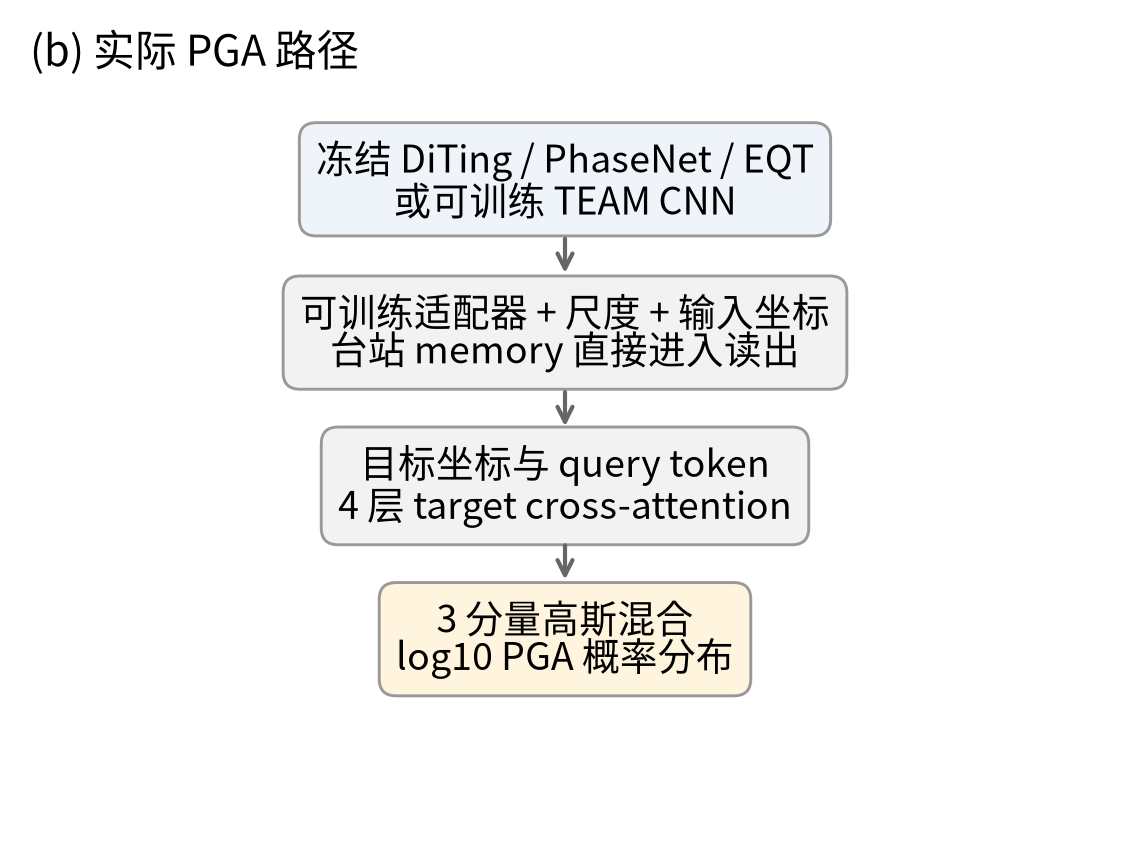 (b) 实际 PGA 路径
冻结 DiTing / PhaseNet / EQT
或可训练 TEAM CNN
可训练适配器 + 尺度 + 输入坐标
台站 memory 直接进入读出
目标坐标与 query token
4 层 target cross-attention
3 分量高斯混合
log10 PGA 概率分布